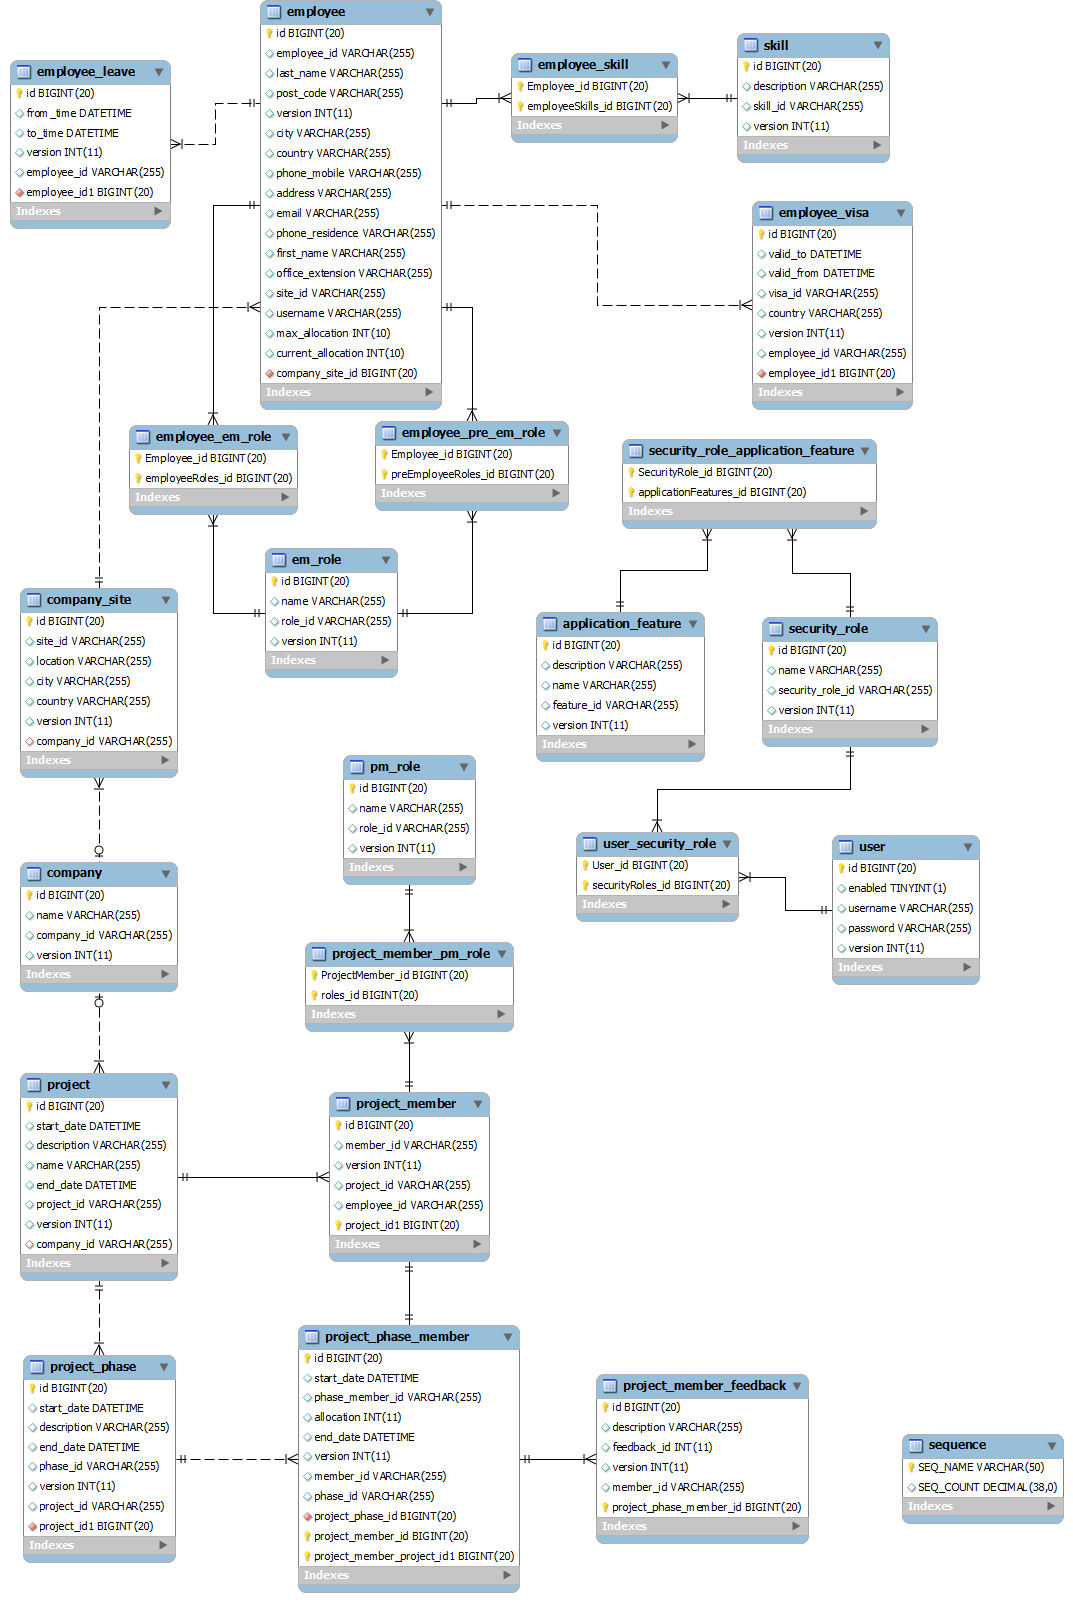 employee
id BIGINT(20)
employee_id VARCHAR(255)
last_name VARCHAR(255)
post_code VARCHAR(255)
version INT(11)
city VARCHAR(255)
country VARCHAR(255)
phone_mobile VARCHAR(255)
address VARCHAR(255)
email VARCHAR(255)
phone_residence VARCHAR(255)
first_name VARCHAR(255)
office_extension VARCHAR(255)
site_id VARCHAR(255)
username VARCHAR(255)
max_allocation INT(10)
current_allocation INT(10)
company_site_id BIGINT(20)
Indexes
employee_leave
id BIGINT(20)
from_time DATETIME
to_time DATETIME
version INT(11)
employee_id VARCHAR(255)
employee_id1 BIGINT(20)
Indexes
employee_skill
Employee_id BIGINT(20)
employeeSkills_id BIGINT(20)
Indexes
skill
id BIGINT(20)
description VARCHAR(255)
skill_id VARCHAR(255)
version INT(11)
Indexes
employee_visa
id BIGINT(20)
valid_to DATETIME
valid_from DATETIME
visa_id VARCHAR(255)
country VARCHAR(255)
version INT(11)
employee_id VARCHAR(255)
employee_id1 BIGINT(20)
Indexes
employee_em_role
Employee_id BIGINT(20)
employeeRoles_id BIGINT(20)
Indexes
employee_pre_em_role
Employee_id BIGINT(20)
preEmployeeRoles_id BIGINT(20)
Indexes
security_role_application_feature
SecurityRole_id BIGINT(20)
applicationFeatures_id BIGINT(20)
Indexes
em_role
id BIGINT(20)
name VARCHAR(255)
role_id VARCHAR(255)
version INT(11)
Indexes
company_site
id BIGINT(20)
site_id VARCHAR(255)
location VARCHAR(255)
city VARCHAR(255)
country VARCHAR(255)
version INT(11)
company_id VARCHAR(255)
Indexes
application_feature
id BIGINT(20)
description VARCHAR(255)
name VARCHAR(255)
feature_id VARCHAR(255)
version INT(11)
Indexes
security_role
id BIGINT(20)
name VARCHAR(255)
security_role_id VARCHAR(255)
version INT(11)
Indexes
pm_role
id BIGINT(20)
name VARCHAR(255)
role_id VARCHAR(255)
version INT(11)
Indexes
user_security_role
User_id BIGINT(20)
securityRoles_id BIGINT(20)
Indexes
user
id BIGINT(20)
enabled TINYINT(1)
username VARCHAR(255)
password VARCHAR(255)
version INT(11)
Indexes
company
id BIGINT(20)
name VARCHAR(255)
company_id VARCHAR(255)
version INT(11)
Indexes
project_member_pm_role
ProjectMember_id BIGINT(20)
roles_id BIGINT(20)
Indexes
project
id BIGINT(20)
start_date DATETIME
description VARCHAR(255)
name VARCHAR(255)
end_date DATETIME
project_id VARCHAR(255)
version INT(11)
company_id VARCHAR(255)
Indexes
project_member
id BIGINT(20)
member_id VARCHAR(255)
version INT(11)
project_id VARCHAR(255)
employee_id VARCHAR(255)
project_id1 BIGINT(20)
Indexes
project_phase
id BIGINT(20)
start_date DATETIME
description VARCHAR(255)
end_date DATETIME
phase_id VARCHAR(255)
version INT(11)
project_id VARCHAR(255)
project_id1 BIGINT(20)
Indexes
project_phase_member
id BIGINT(20)
start_date DATETIME
phase_member_id VARCHAR(255)
allocation INT(11)
end_date DATETIME
version INT(11)
member_id VARCHAR(255)
phase_id VARCHAR(255)
project_phase_id BIGINT(20)
project_member_id BIGINT(20)
project_member_project_id1 BIGINT(20)
Indexes
project_member_feedback
id BIGINT(20)
description VARCHAR(255)
feedback_id INT(11)
version INT(11)
member_id VARCHAR(255)
project_phase_member_id BIGINT(20)
Indexes
sequence
SEQ_NAME VARCHAR(50)
SEQ_COUNT DECIMAL(38,0)
Indexes